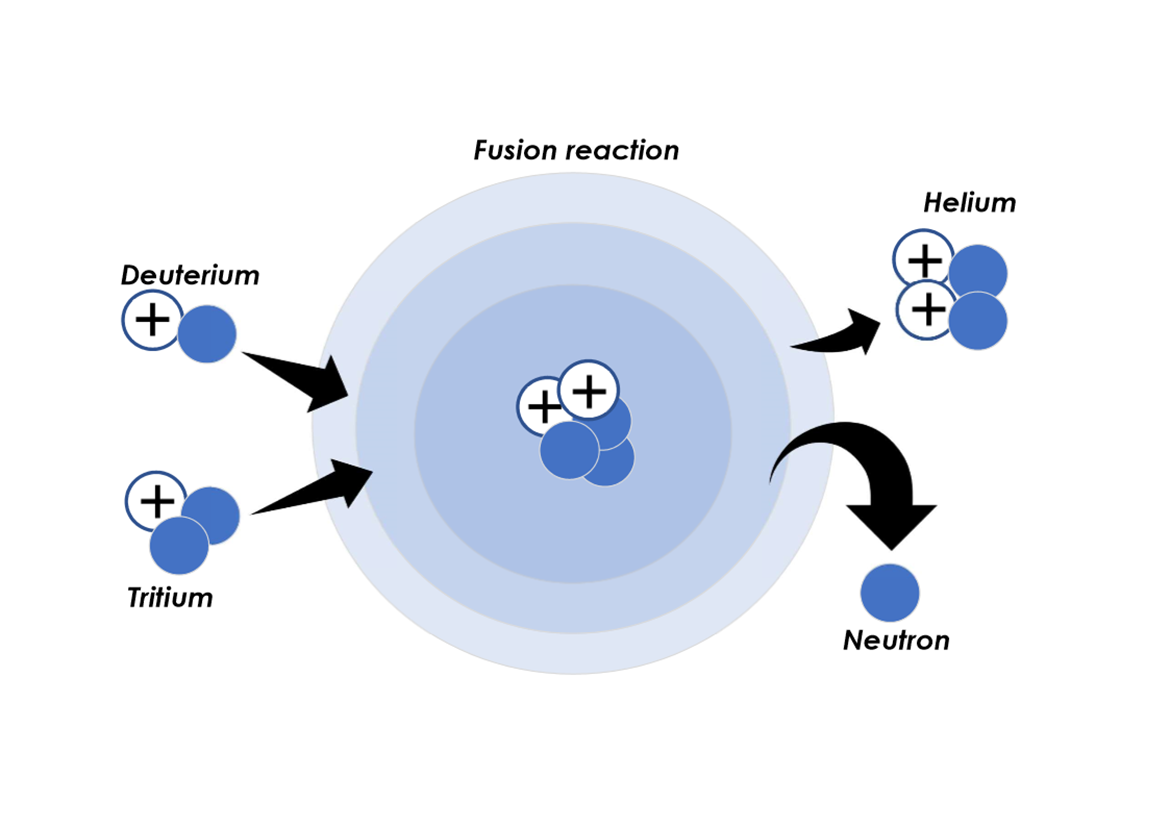 Fusion reaction
Helium
Deuterium
+
+
+
+
+
+
Tritium
Neutron